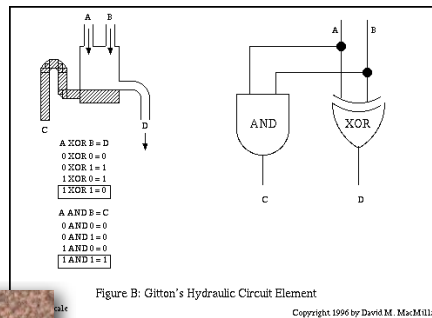 A B
C
D
A XOR B = D
0 XOR 0 = 0
0 XOR 1 = 1
1 XOR 0 = 1
1 XOR 1 = 0
A AND B = C
0 AND 0 = 0
0 AND 1 = 0
1 AND 0 = 0
1 AND 1 = 1
A B
AND XOR
C D
Figure B: Gitton's Hydraulic Circuit Element
Copyright 1996 by David M.